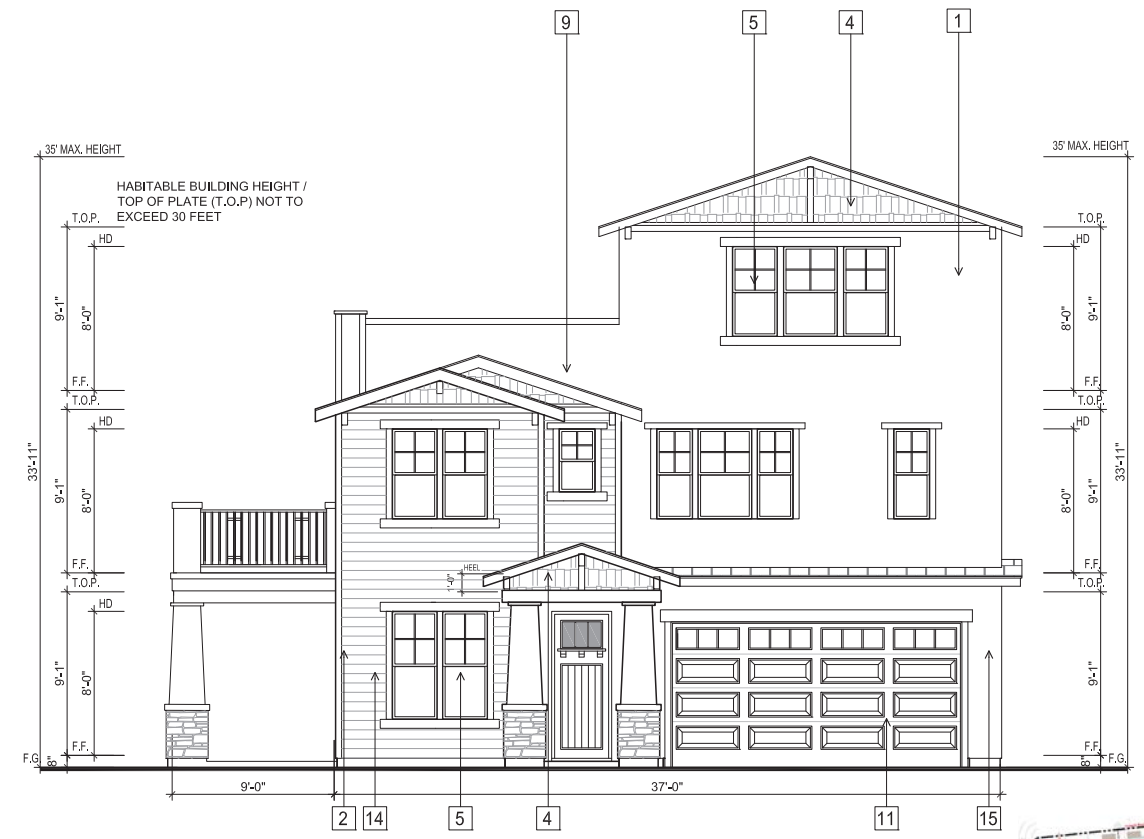 9
5
4
1
35' MAX. HEIGHT
35' MAX. HEIGHT
HABITABLE BUILDING HEIGHT /
TOP OF PLATE (T.O.P) NOT TO
EXCEED 30 FEET
T.O.P.
HD
9'-1"
8'-0"
F.F.
T.O.P.
HD
33'-11"
9'-1"
8'-0"
F.F.
T.O.P.
HD
9'-1"
8'-0"
F.F.
F.G.
8"
HEEL
1'-0"
T.O.P.
HD
8'-0"
9'-1"
F.F.
T.O.P.
HD
8'-0"
9'-1"
33'-11"
F.F.
T.O.P.
9'-1"
F.F.
8"
F.G.
9'-0"
37'-0"
2
14
5
4
11
15